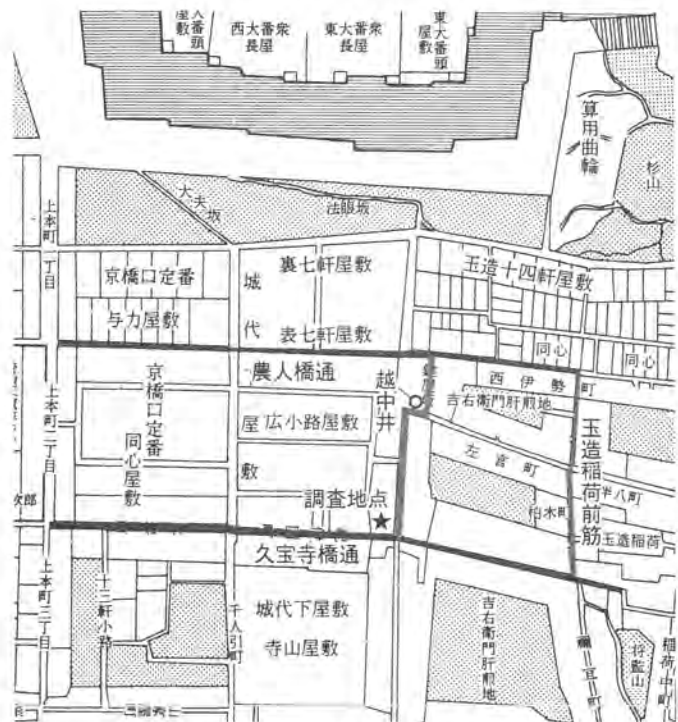 大番頭屋敷
西大番衆長屋
東大番衆長屋
東大番頭屋敷
算用曲輪
杉山
上本町一丁目
大夫坂
法眼坂
京橋口定番
与力屋敷
城代屋敷
裏七軒屋敷
表七軒屋敷
玉造十四軒屋敷
同心
同心
農人橋通
越中井
西伊勢町
吉右衛門肝煎地
京橋口定番
同心屋敷
上本町二丁目
広小路屋敷
左官町
玉造稲荷前筋
半八町
柏木町
玉造稲荷
次郎
調査地点
久宝寺橋通
上本町三丁目
十三軒小路
千人引町
城代下屋敷
寺山屋敷
吉右衛門肝煎地
禰宜町
将監山
稲荷中町